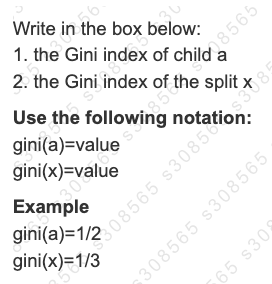 Write in the box below:
1. the Gini index of child a
2. the Gini index of the split x
Use the following notation:
gini(a)=value
gini(x)=value
Example
gini(a)=1/2
gini(x)=1/3
s308565